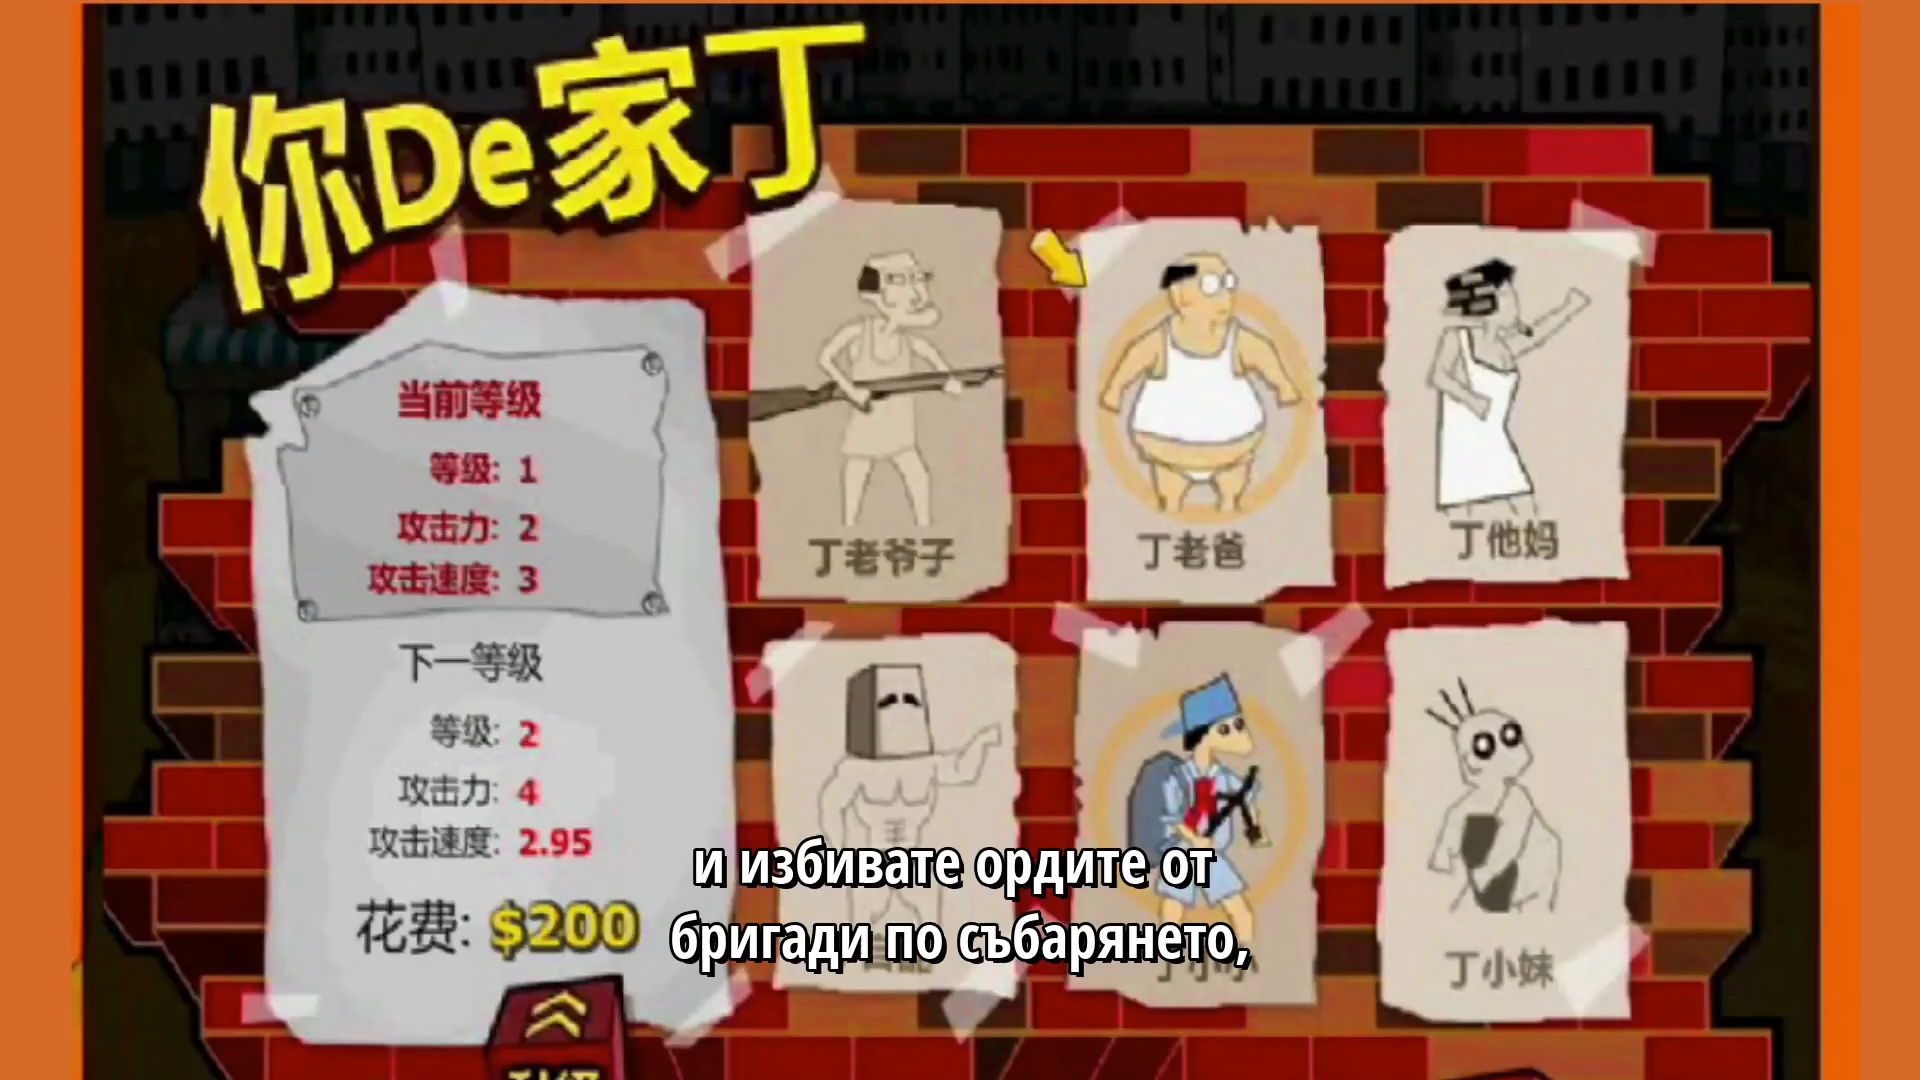 你De家丁
当前等级
等级: 1
攻击力: 2
攻击速度: 3
下一等级
等级: 2
攻击力: 4
攻击速度: 2.95
花费: $200
丁老爷子
丁老爸
丁他妈
丁小妹
и избивате ордите от
бригади по събарянето,